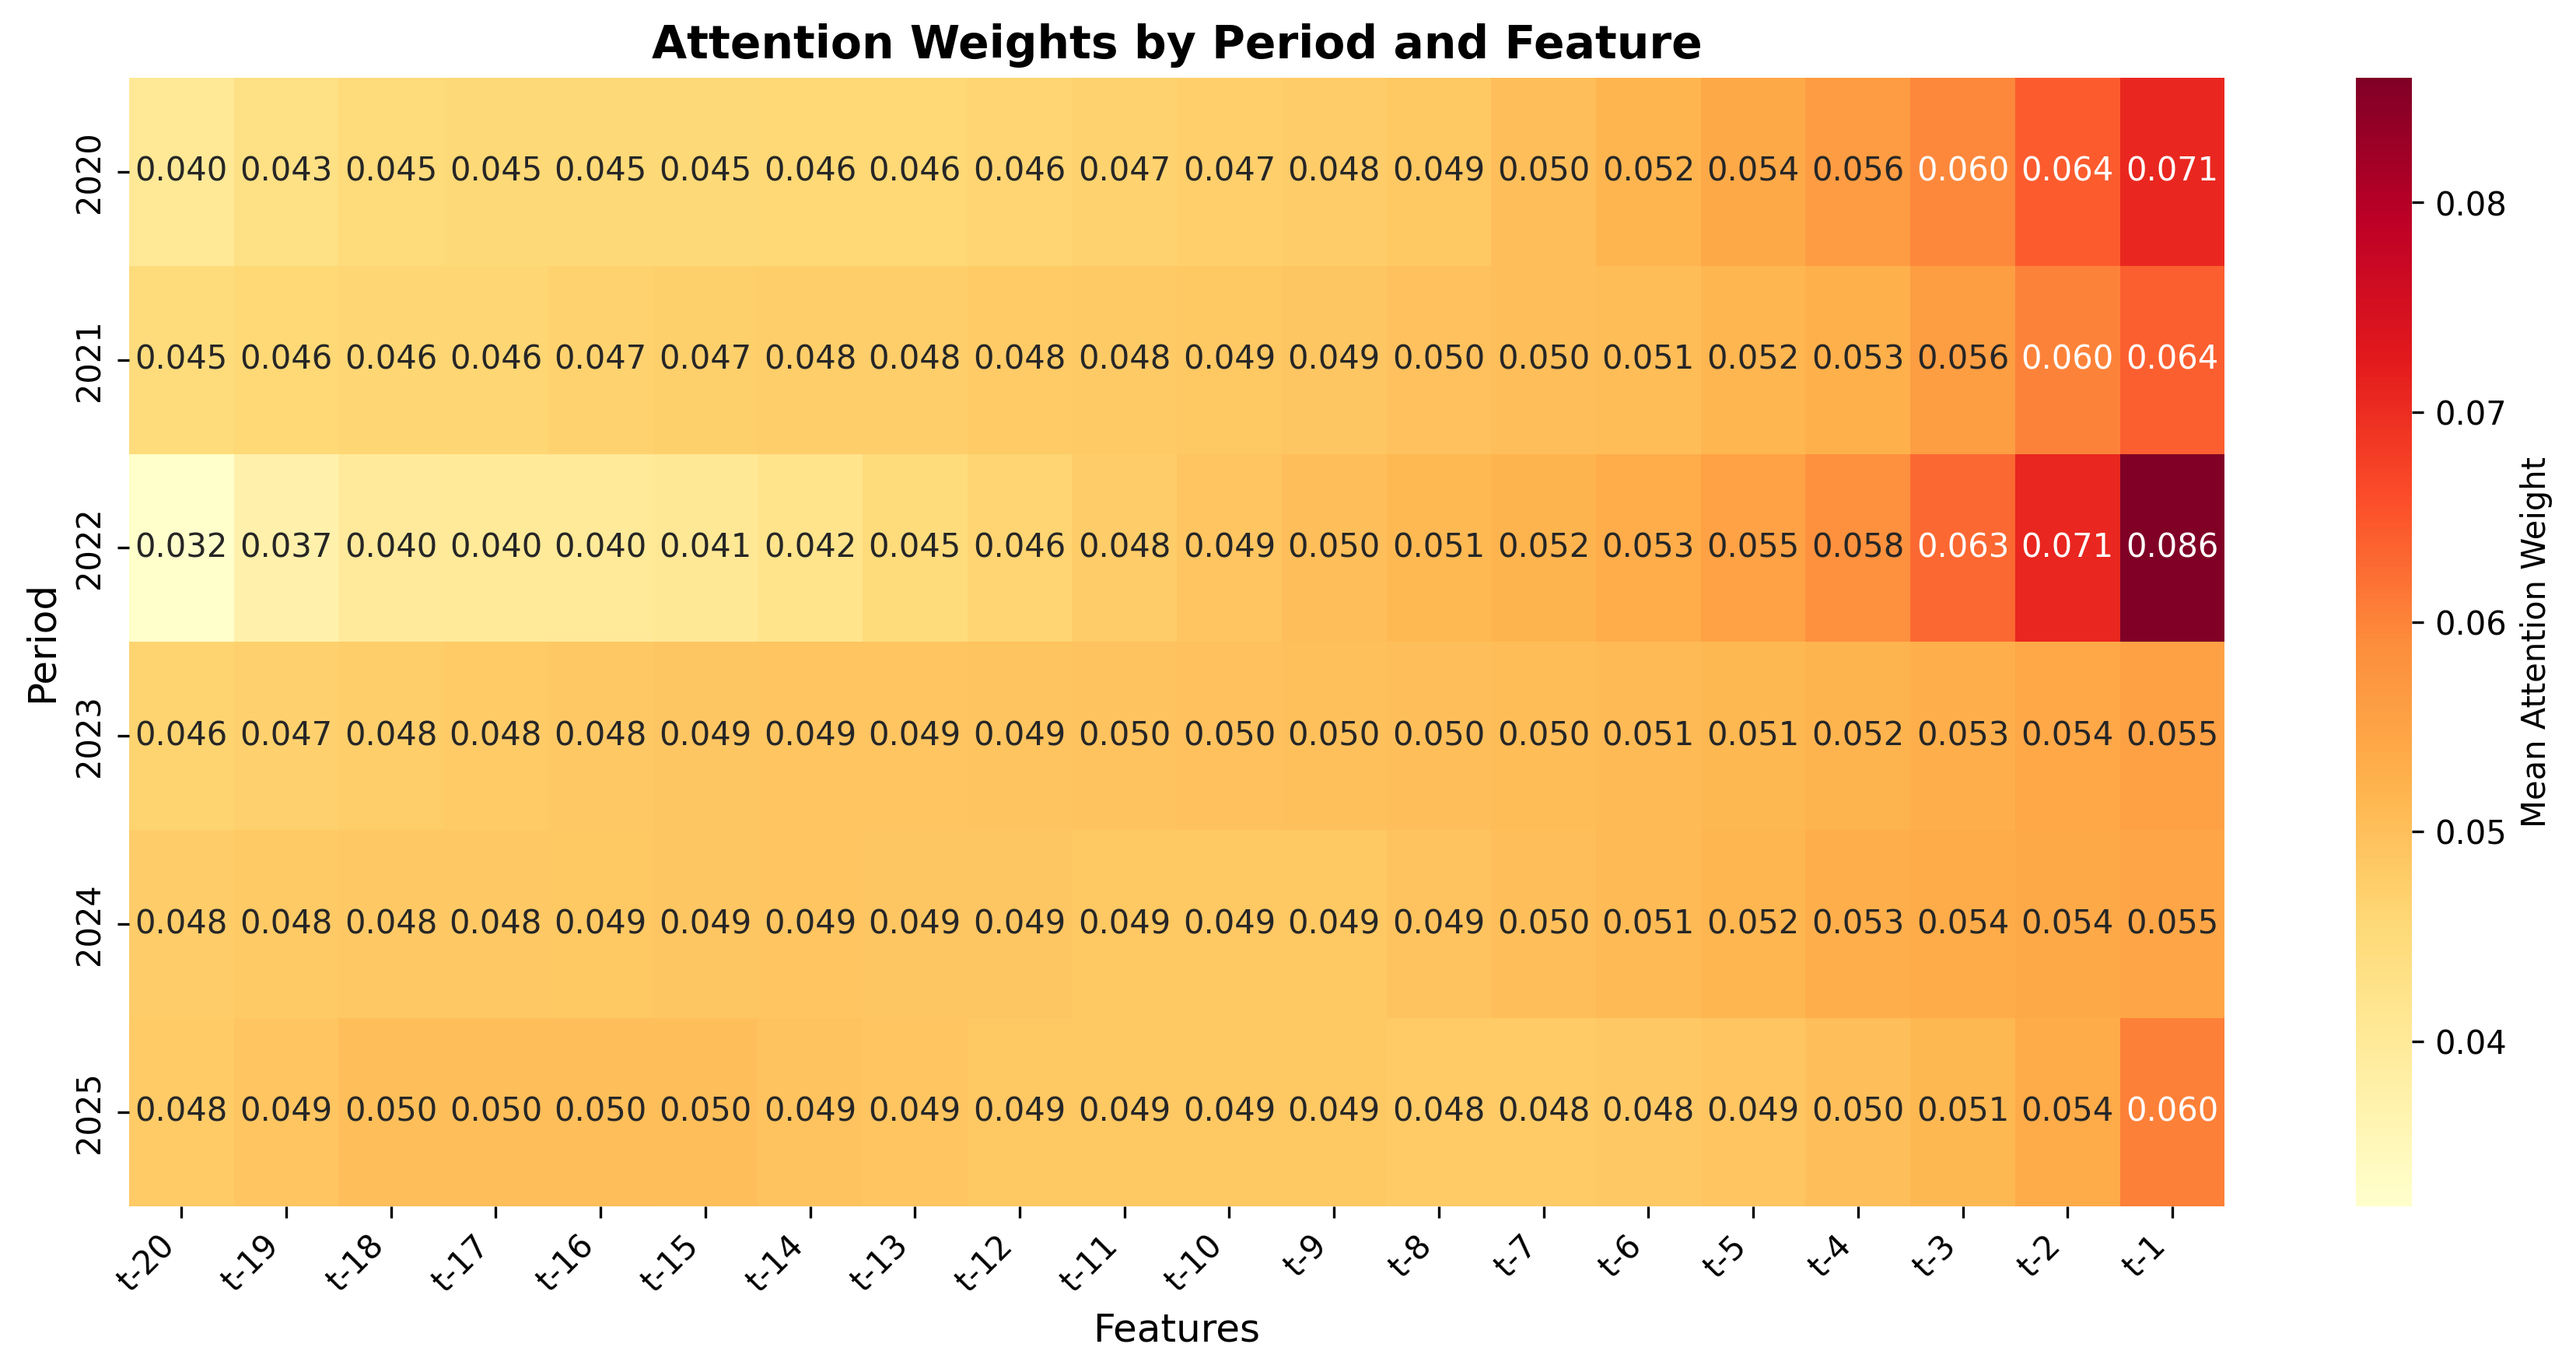 Attention Weights by Period and Feature
2020 0.040 0.043 0.045 0.045 0.045 0.045 0.046 0.046 0.046 0.047 0.047 0.048 0.049 0.050 0.052 0.054 0.056 0.060 0.064 0.071
2021 0.045 0.046 0.046 0.046 0.047 0.047 0.048 0.048 0.048 0.048 0.049 0.049 0.050 0.050 0.051 0.052 0.053 0.056 0.060 0.064
2022 0.032 0.037 0.040 0.040 0.040 0.041 0.042 0.045 0.046 0.048 0.049 0.050 0.051 0.052 0.053 0.055 0.058 0.063 0.071 0.086
2023 0.046 0.047 0.048 0.048 0.048 0.049 0.049 0.049 0.049 0.050 0.050 0.050 0.050 0.050 0.051 0.051 0.052 0.053 0.054 0.055
2024 0.048 0.048 0.048 0.048 0.049 0.049 0.049 0.049 0.049 0.049 0.049 0.049 0.049 0.050 0.051 0.052 0.053 0.054 0.054 0.055
2025 0.048 0.049 0.050 0.050 0.050 0.050 0.049 0.049 0.049 0.049 0.049 0.049 0.048 0.048 0.048 0.049 0.050 0.051 0.054 0.060
t-20 t-19 t-18 t-17 t-16 t-15 t-14 t-13 t-12 t-11 t-10 t-9 t-8 t-7 t-6 t-5 t-4 t-3 t-2 t-1
Features
Period
0.08
0.07
0.06
0.05
0.04
Mean Attention Weight